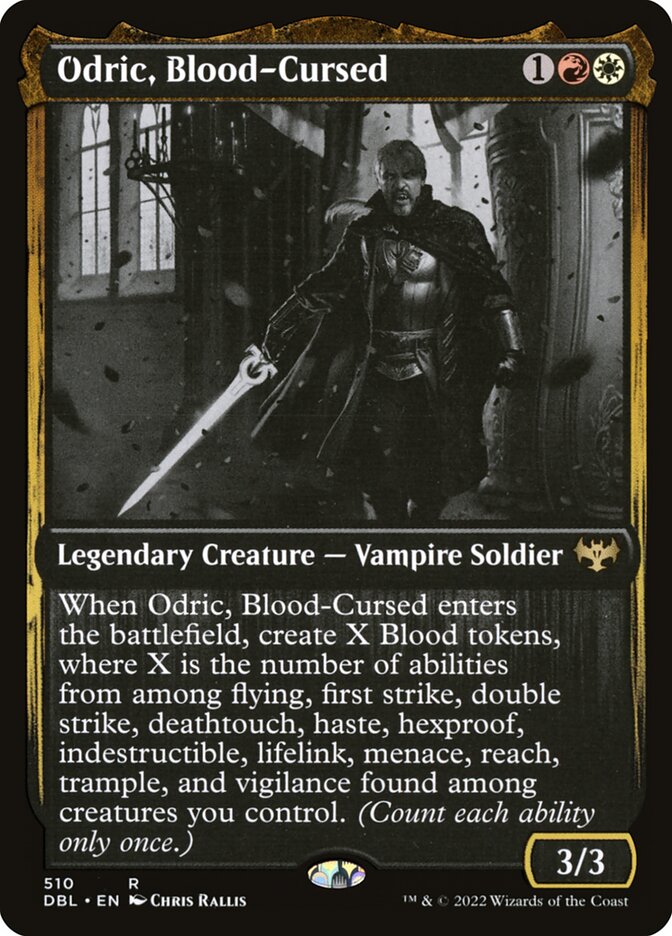 Odric, Blood-Cursed 1
Legendary Creature — Vampire Soldier
When Odric, Blood-Cursed enters
the battlefield, create X Blood tokens,
where X is the number of abilities
from among flying, first strike, double
strike, deathtouch, haste, hexproof,
indestructible, lifelink, menace, reach,
trample, and vigilance found among
creatures you control. (Count each ability
only once.)
3/3
510 R
DBL • EN Chris Rallis ™ & © 2022 Wizards of the Coast